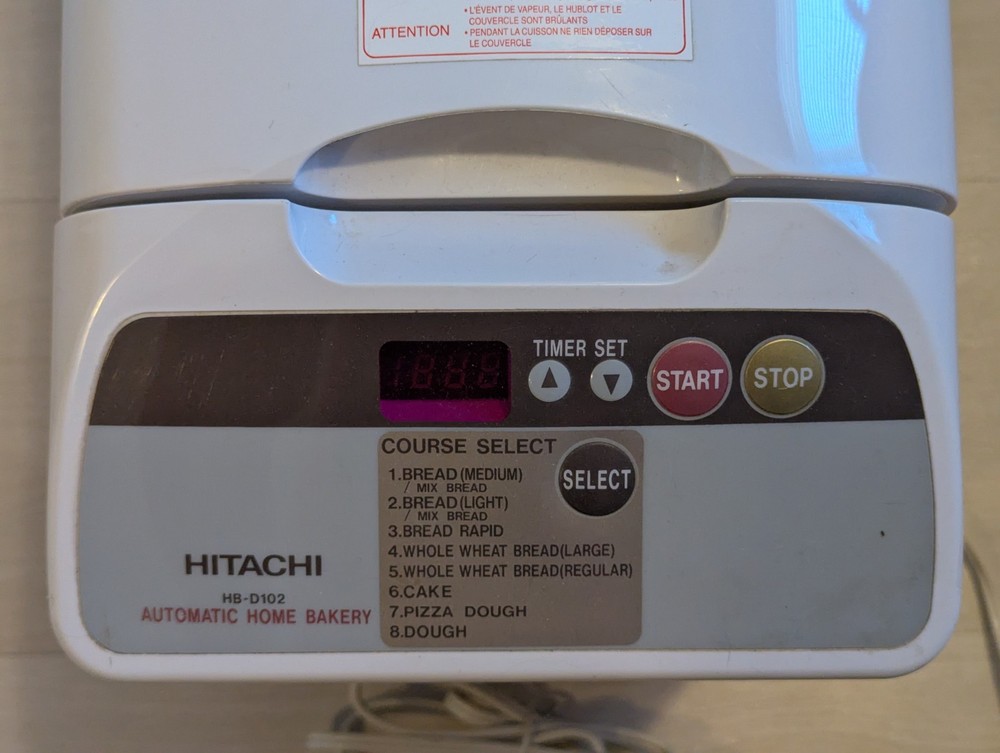 • L'ÉVENT DE VAPEUR, LE HUBLOT ET LE
COUVERCLE SONT BRÛLANTS
ATTENTION • PENDANT LA CUISSON NE RIEN DÉPOSER SUR
LE COUVERCLE
TIMER SET
START
STOP
COURSE SELECT
SELECT
1.BREAD(MEDIUM)
/ MIX BREAD
2.BREAD(LIGHT)
/ MIX BREAD
3.BREAD RAPID
4.WHOLE WHEAT BREAD(LARGE)
5.WHOLE WHEAT BREAD(REGULAR)
6.CAKE
7.PIZZA DOUGH
8.DOUGH
HITACHI
HB-D102
AUTOMATIC HOME BAKERY